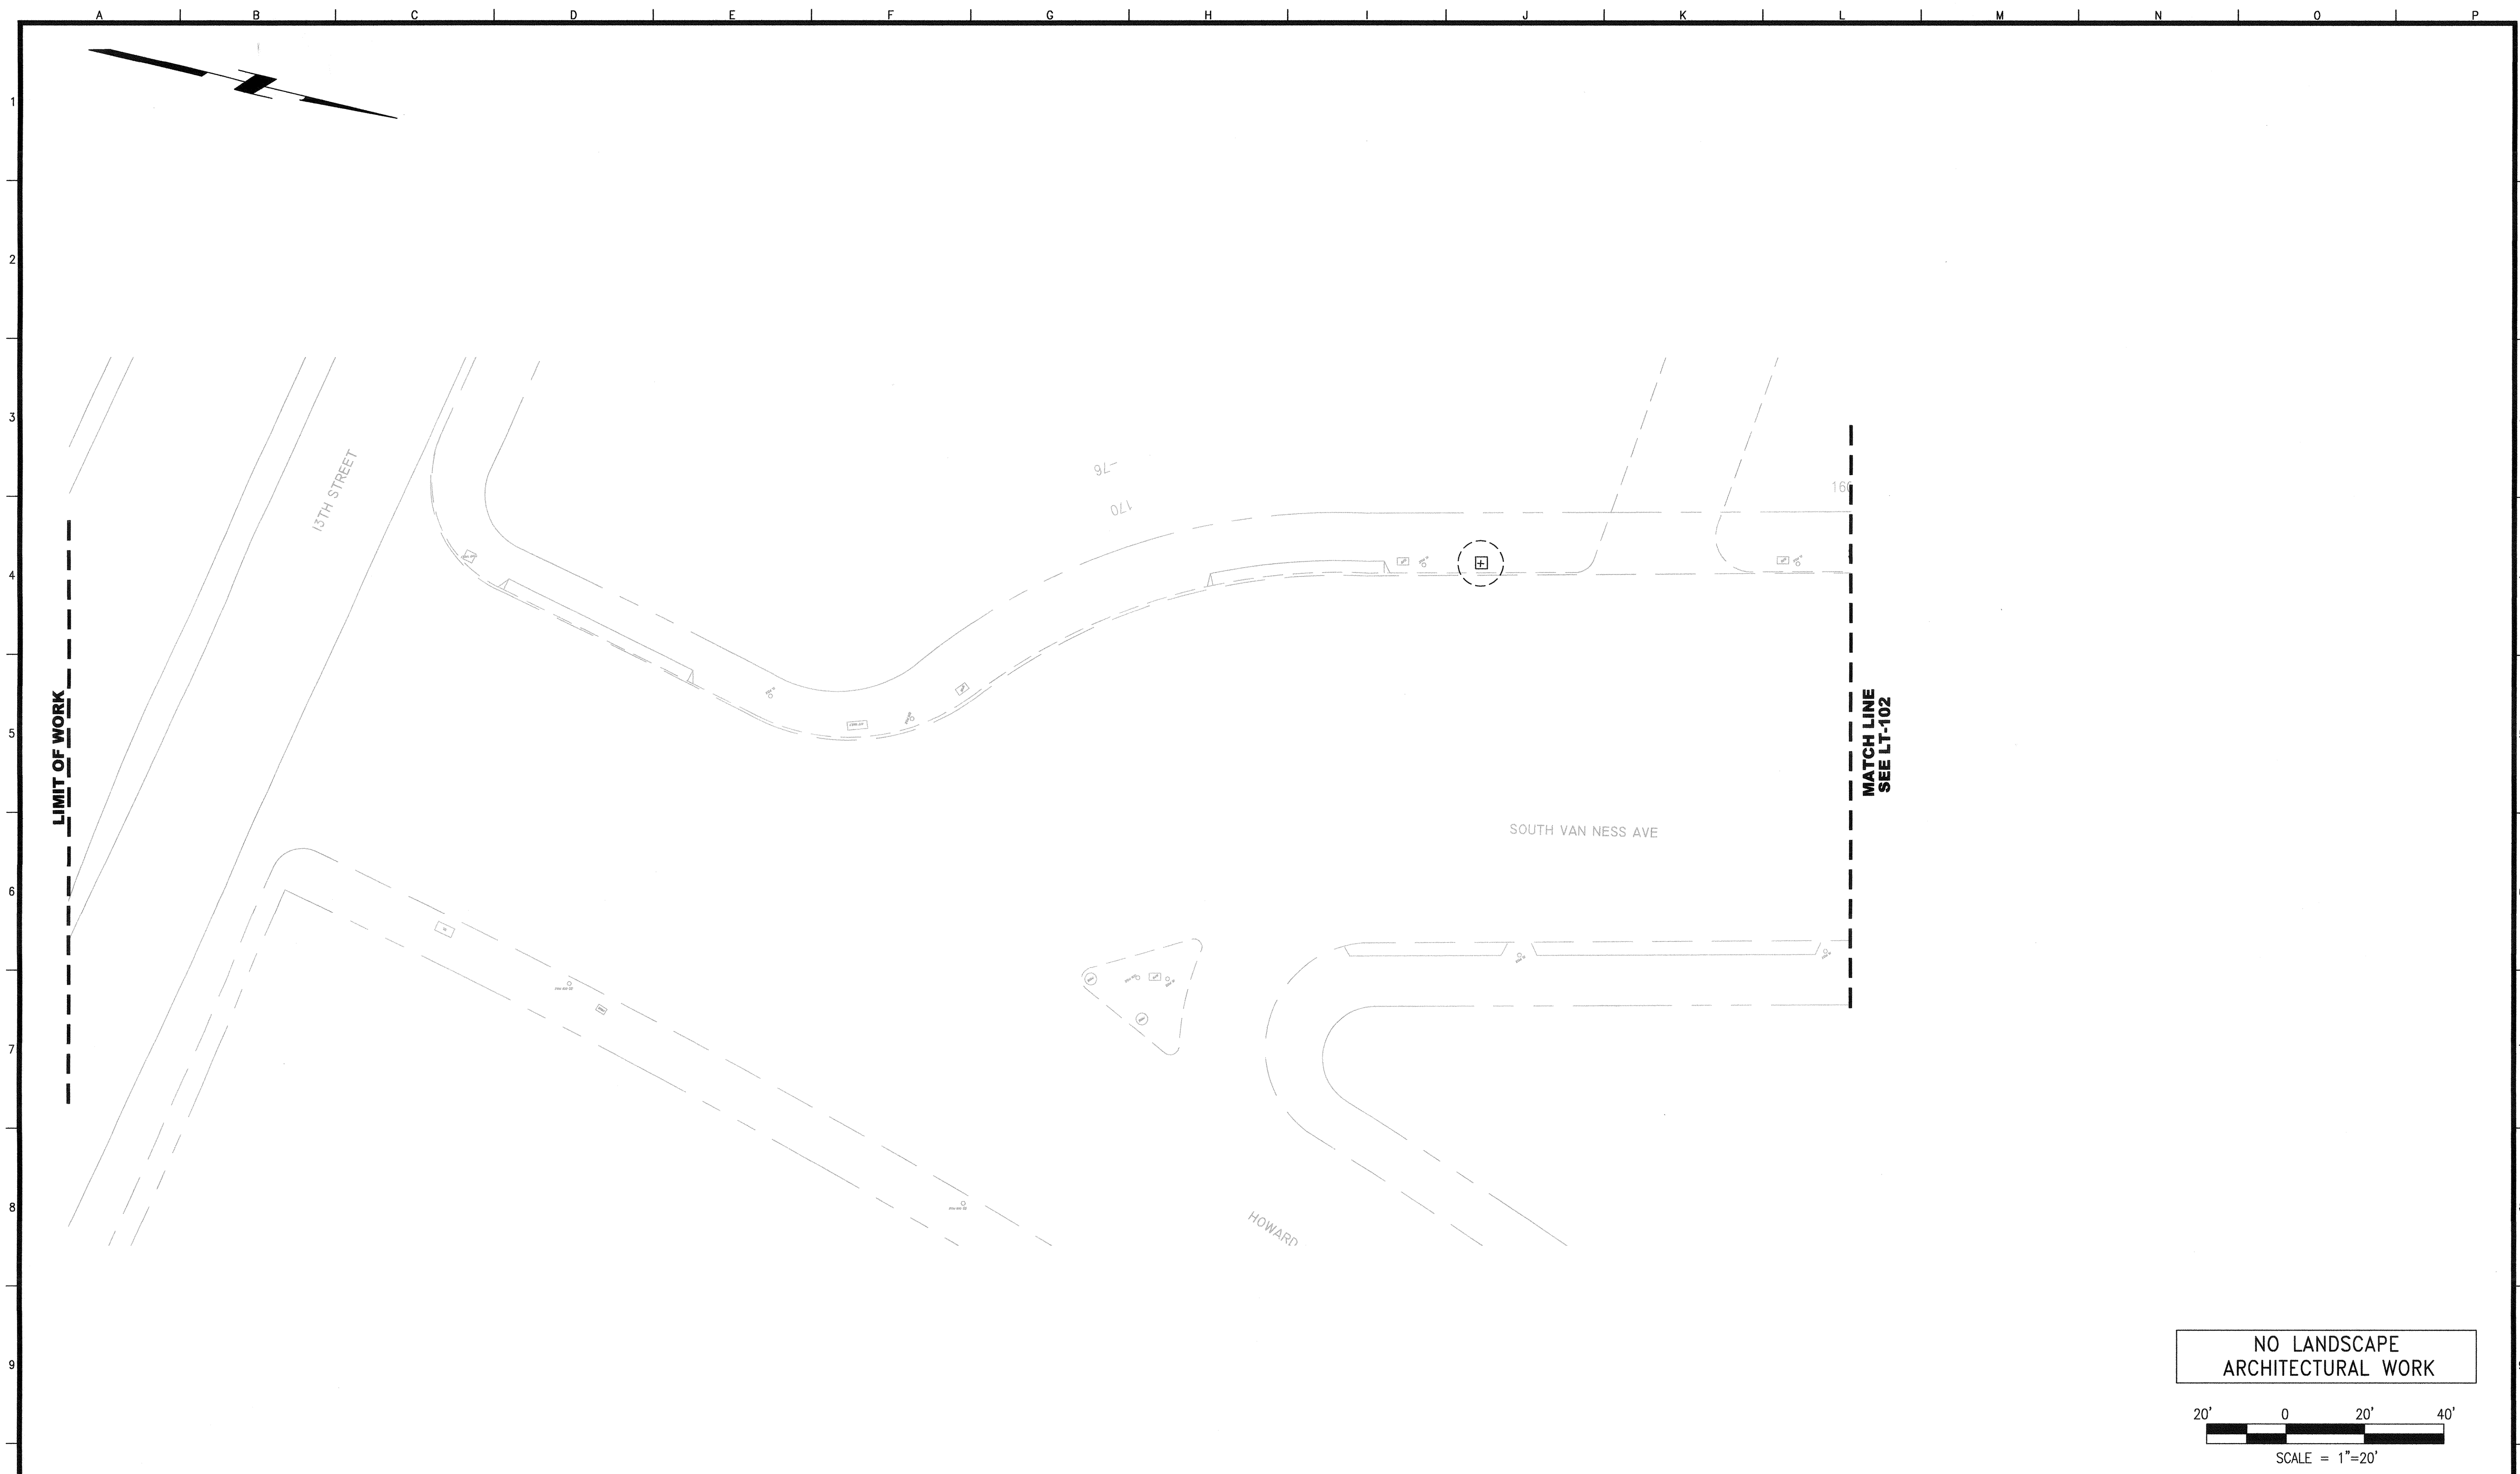 A B C D E F G H I J K L M N O P
1
2
3
4
5
6
7
8
9
13TH STREET
-76
170
160
LIMIT OF WORK
MATCH LINE
SEE LT-102
SOUTH VAN NESS AVE
HOWARD
NO LANDSCAPE
ARCHITECTURAL WORK
20' 0 20' 40'
SCALE = 1"=20'